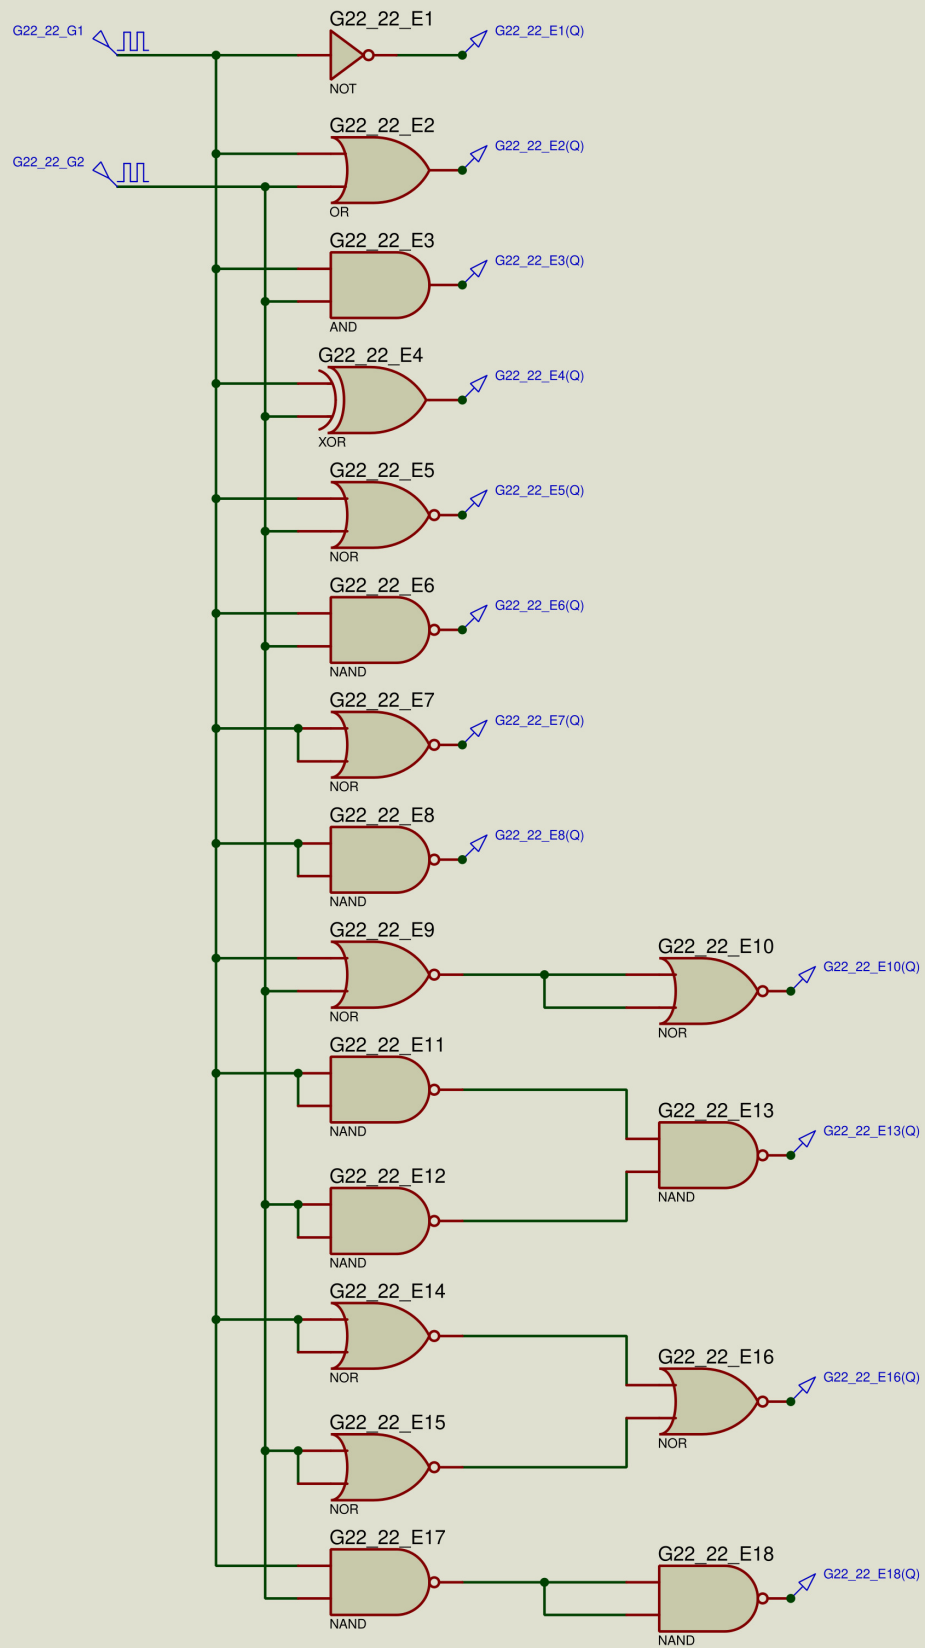 G22_22_E1
G22_22_G1
G22_22_E1(Q)
NOT
G22_22_E2
G22_22_E2(Q)
G22_22_G2
OR
G22_22_E3
G22_22_E3(Q)
AND
G22_22_E4
G22_22_E4(Q)
XOR
G22_22_E5
G22_22_E5(Q)
NOR
G22_22_E6
G22_22_E6(Q)
NAND
G22_22_E7
G22_22_E7(Q)
NOR
G22_22_E8
G22_22_E8(Q)
NAND
G22_22_E9
G22_22_E10
G22_22_E10(Q)
NOR
NOR
G22_22_E11
G22_22_E13
G22_22_E13(Q)
NAND
G22_22_E12
NAND
NAND
G22_22_E14
G22_22_E16
G22_22_E16(Q)
NOR
G22_22_E15
NOR
NOR
G22_22_E17
G22_22_E18
G22_22_E18(Q)
NAND
NAND